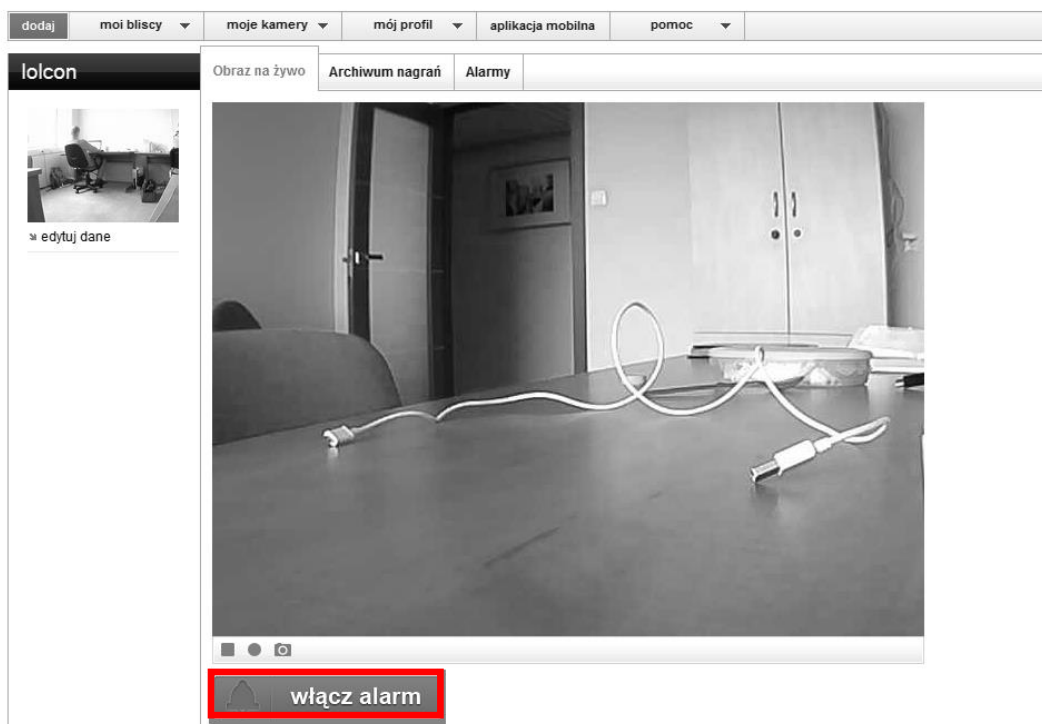 dodaj moi bliscy moje kamery mój profil aplikacja mobilna pomoc
lolcon
Obraz na żywo Archiwum nagrań Alarmy
edytuj dane
włącz alarm